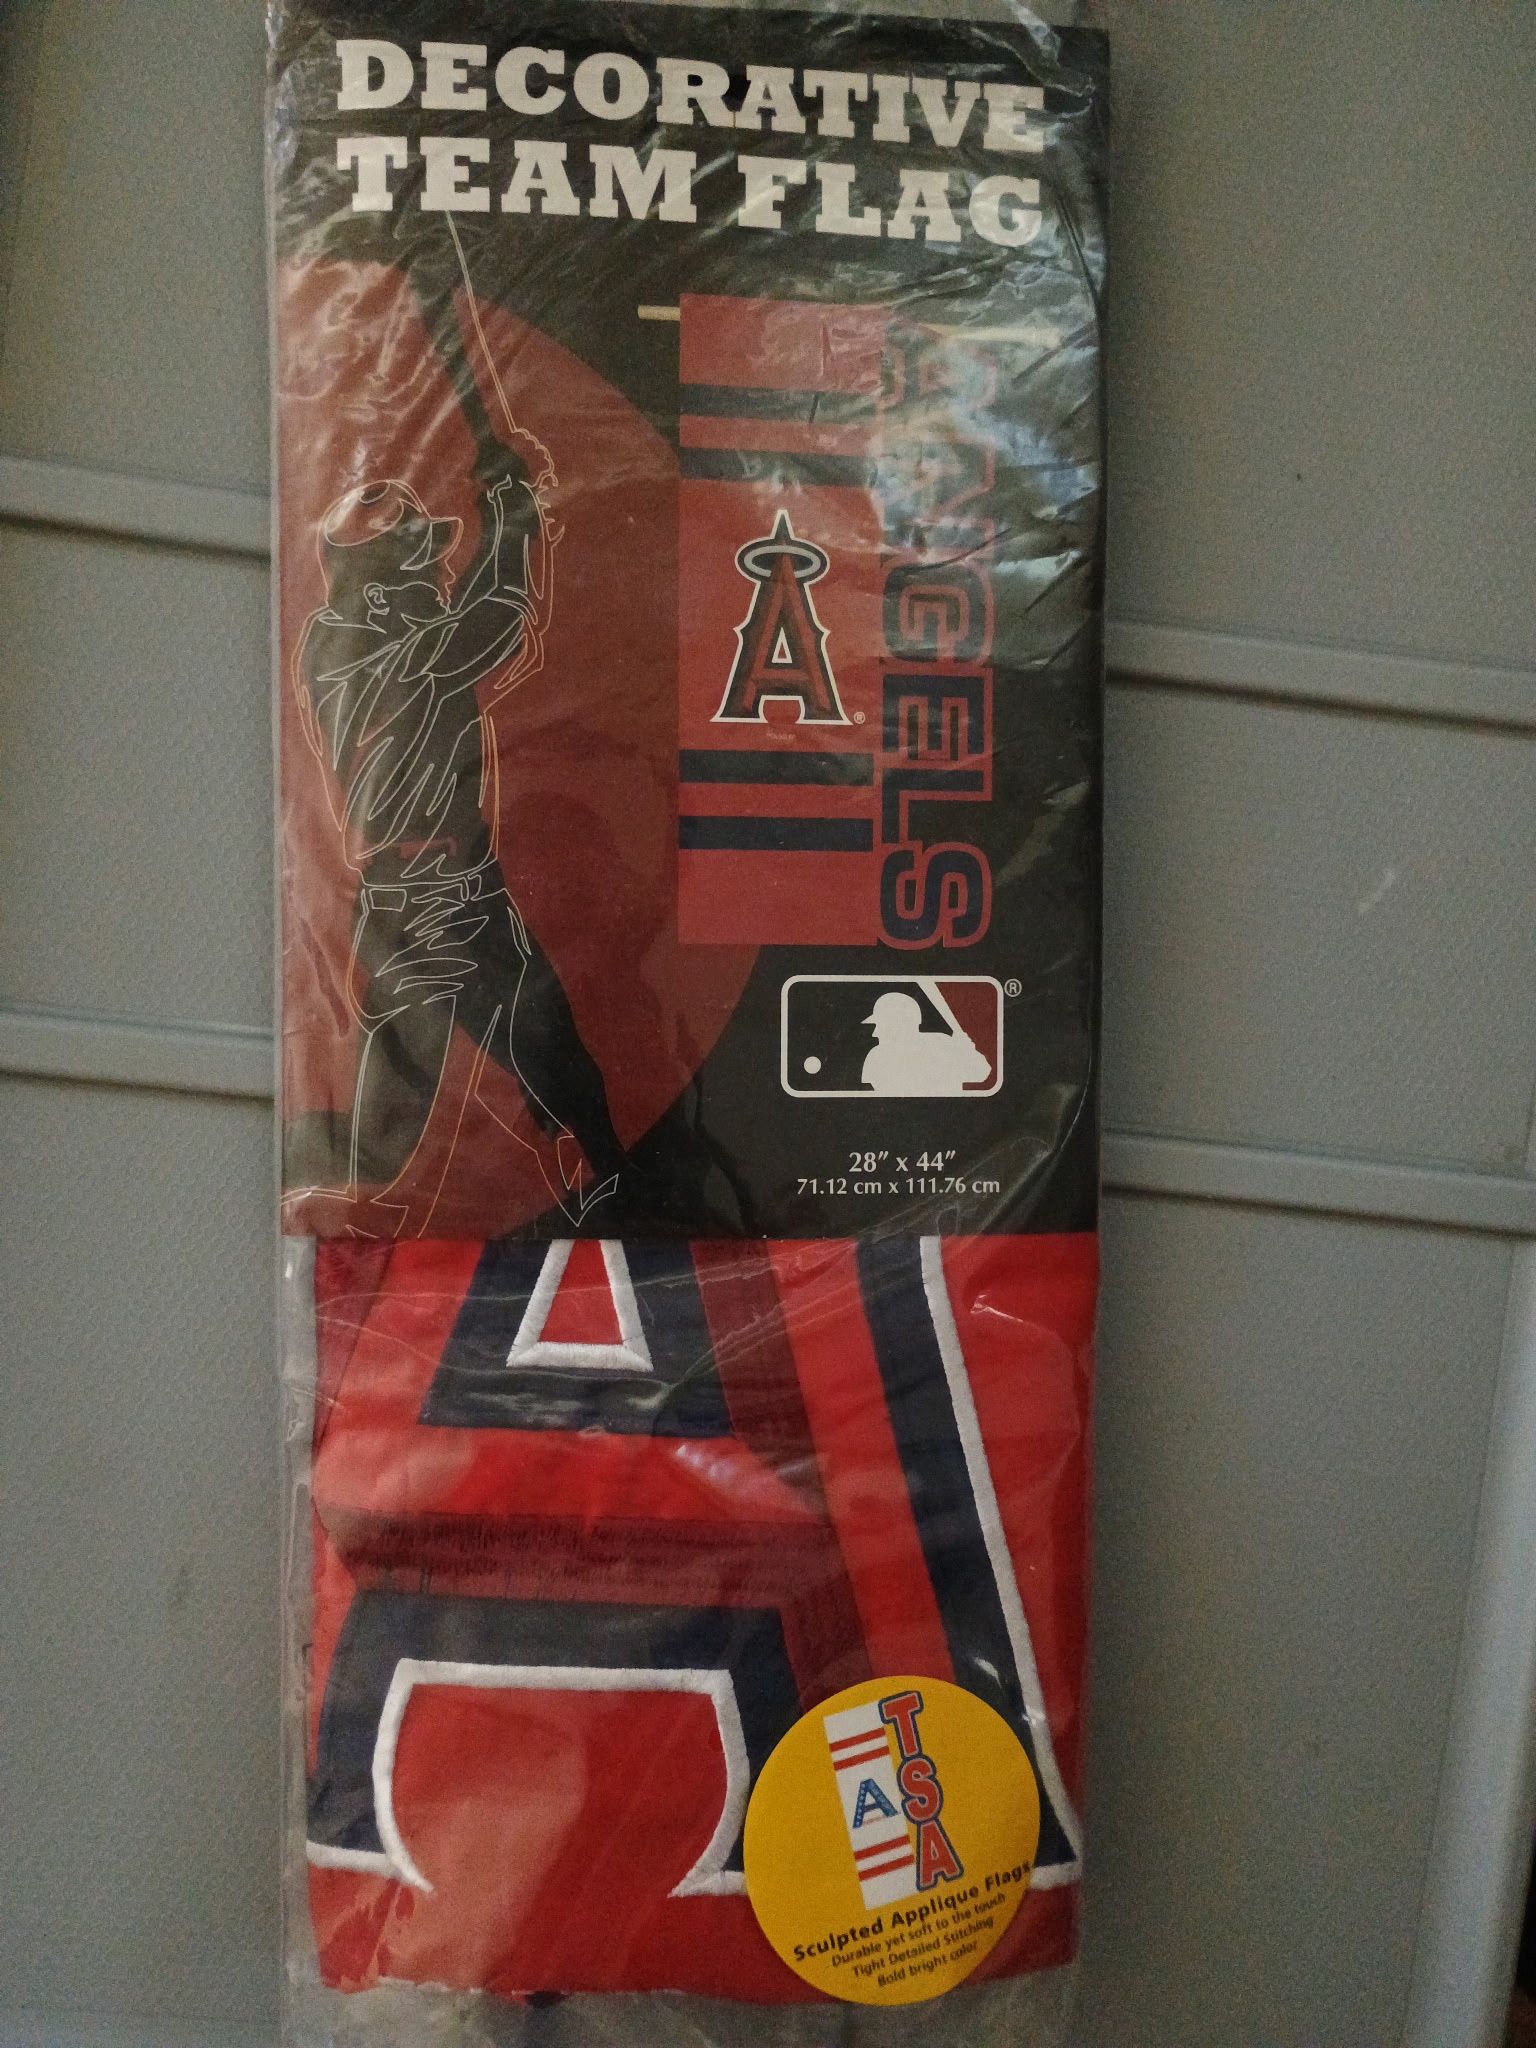 DECORATIVE
TEAM FLAG
ANGELS
A
®
®
28" x 44"
71.12 cm x 111.76 cm
A
TSA
A
Sculpted Applique Flags
Durable yet soft to the touch
Tight Detailed Stitching
Bold bright color